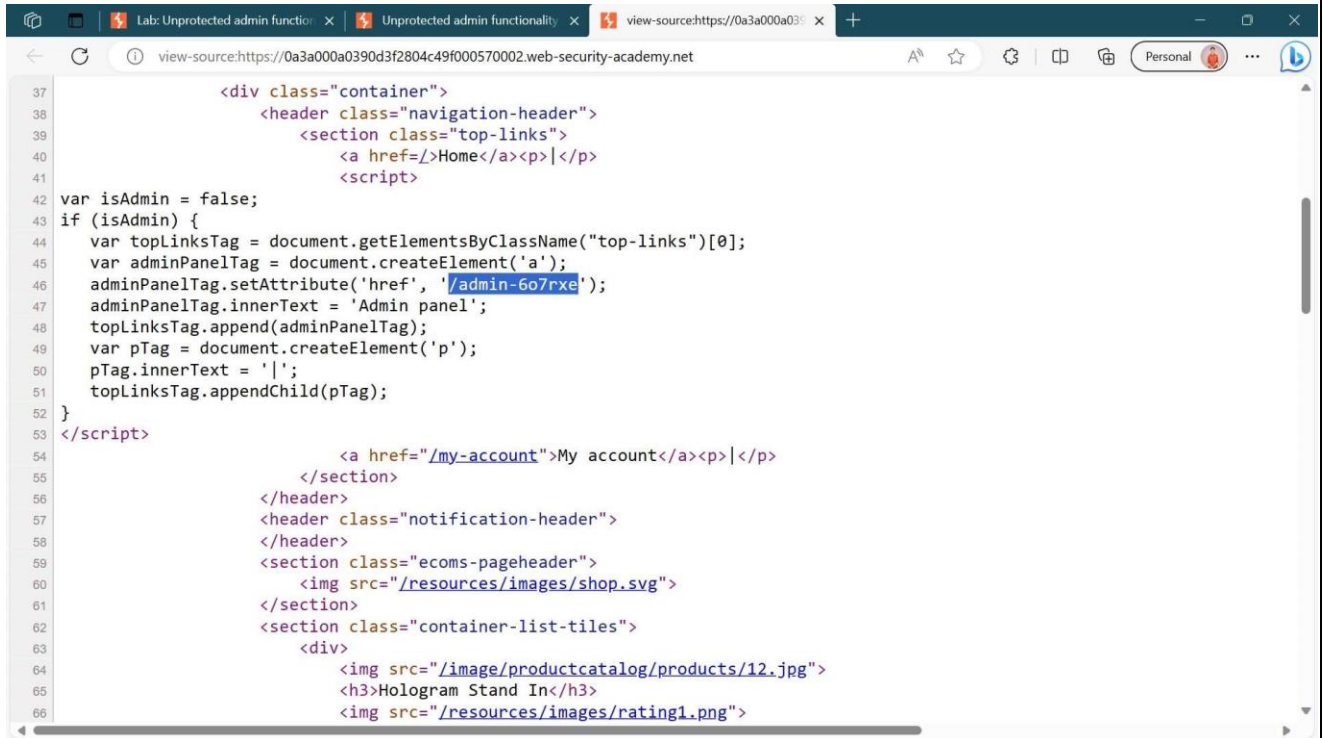 Lab: Unprotected admin function
Unprotected admin functionality
view-source:https://0a3a000a039
view-source:https://0a3a000a0390d3f2804c49f000570002.web-security-academy.net
Personal
37 <div class="container">
38 <header class="navigation-header">
39 <section class="top-links">
40 <a href=/>Home</a><p>|</p>
41 <script>
42 var isAdmin = false;
43 if (isAdmin) {
44 var topLinksTag = document.getElementsByClassName("top-links")[0];
45 var adminPanelTag = document.createElement('a');
46 adminPanelTag.setAttribute('href', '/admin-6o7rxe');
47 adminPanelTag.innerText = 'Admin panel';
48 topLinksTag.append(adminPanelTag);
49 var pTag = document.createElement('p');
50 pTag.innerText = '|';
51 topLinksTag.appendChild(pTag);
52 }
53 </script>
54 <a href="/my-account">My account</a><p>|</p>
55 </section>
56 </header>
57 <header class="notification-header">
58 </header>
59 <section class="ecoms-pageheader">
60 <img src="/resources/images/shop.svg">
61 </section>
62 <section class="container-list-tiles">
63 <div>
64 <img src="/image/productcatalog/products/12.jpg">
65 <h3>Hologram Stand In</h3>
66 <img src="/resources/images/rating1.png">